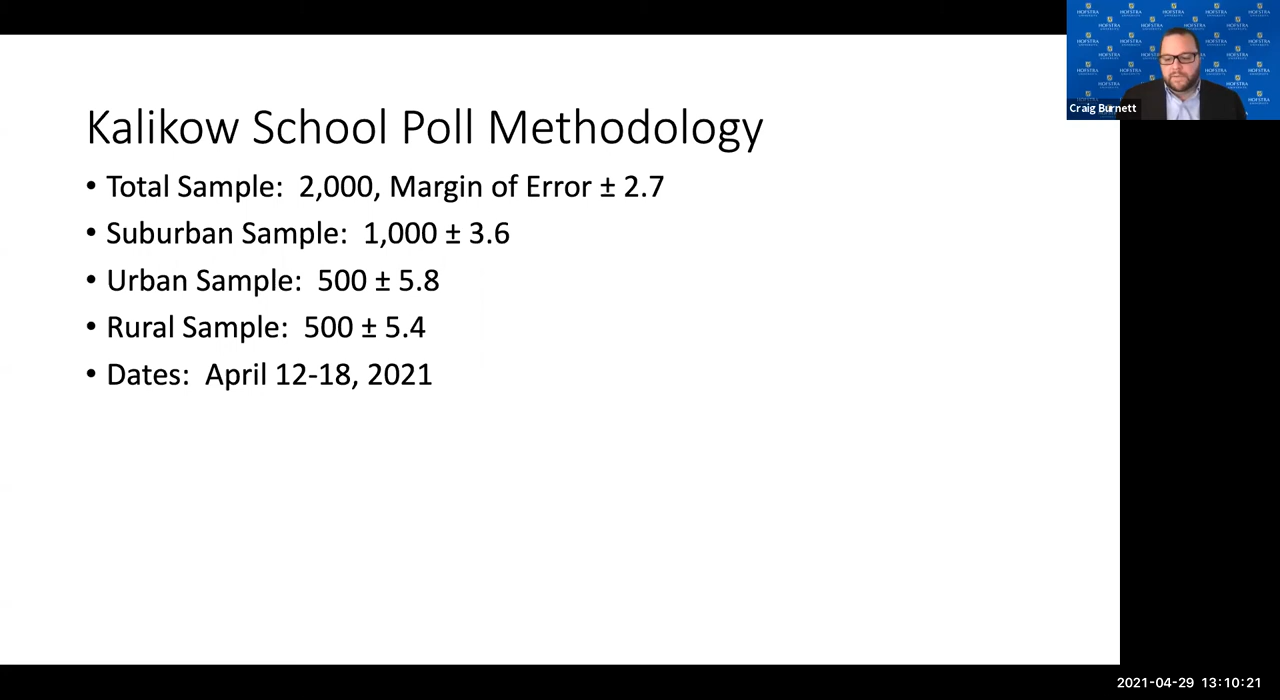 Kalikow School Poll Methodology
• Total Sample: 2,000, Margin of Error ± 2.7
• Suburban Sample: 1,000 ± 3.6
• Urban Sample: 500 ± 5.8
• Rural Sample: 500 ± 5.4
• Dates: April 12-18, 2021
HOFSTRA
UNIVERSITY
Craig Burnett
2021-04-29 13:10:21